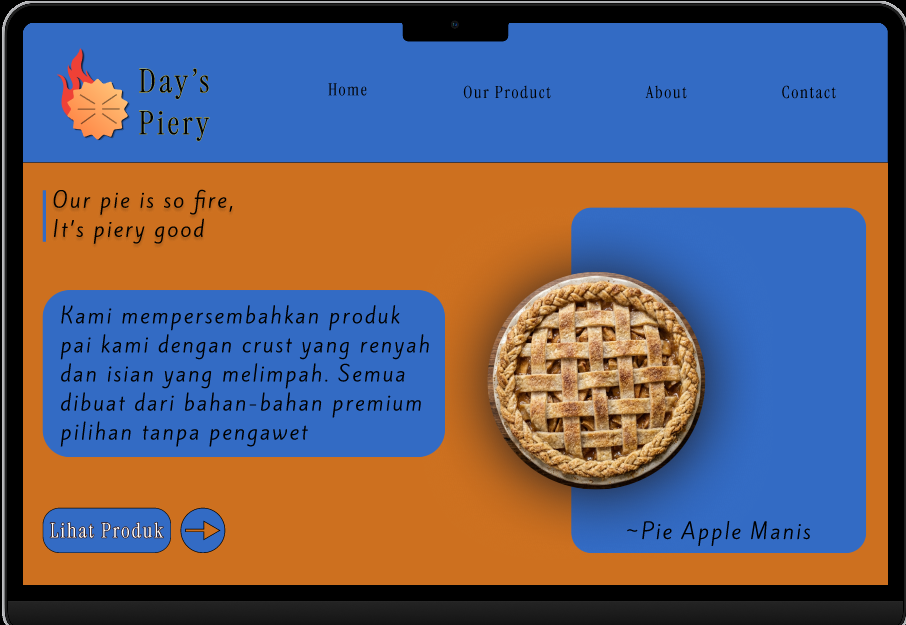 Day's
Piery
Home
Our Product
About
Contact
Our pie is so fire,
It's piery good
Kami mempersembahkan produk
pai kami dengan crust yang renyah
dan isian yang melimpah. Semua
dibuat dari bahan-bahan premium
pilihan tanpa pengawet
Lihat Produk
~Pie Apple Manis